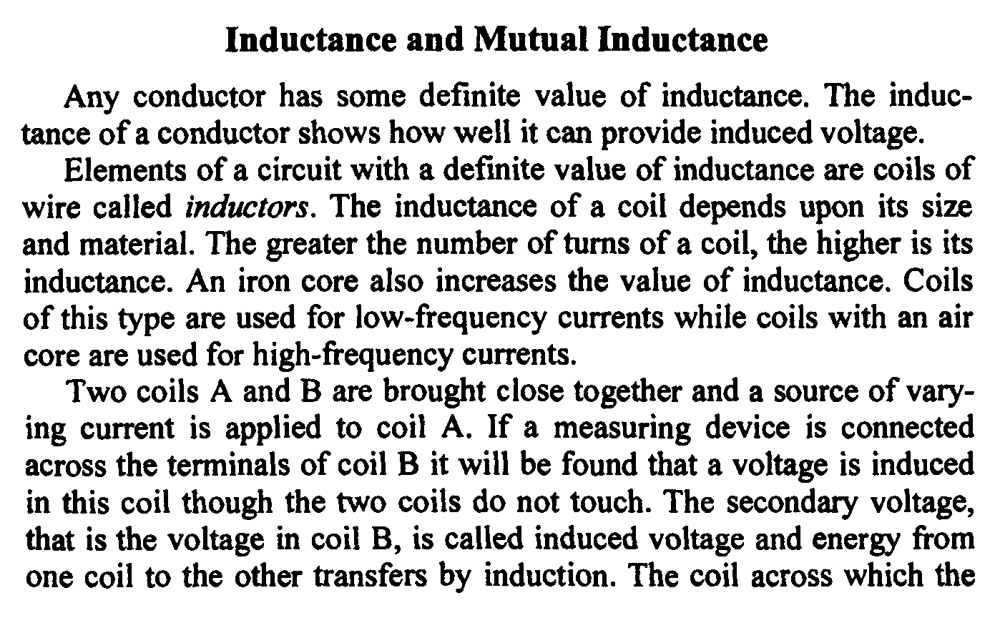 Inductance and Mutual Inductance
Any conductor has some definite value of inductance. The induc-
tance of a conductor shows how well it can provide induced voltage.
Elements of a circuit with a definite value of inductance are coils of
wire called inductors. The inductance of a coil depends upon its size
and material. The greater the number of turns of a coil, the higher is its
inductance. An iron core also increases the value of inductance. Coils
of this type are used for low-frequency currents while coils with an air
core are used for high-frequency currents.
Two coils A and B are brought close together and a source of vary-
ing current is applied to coil A. If a measuring device is connected
across the terminals of coil B it will be found that a voltage is induced
in this coil though the two coils do not touch. The secondary voltage,
that is the voltage in coil B, is called induced voltage and energy from
one coil to the other transfers by induction. The coil across which the